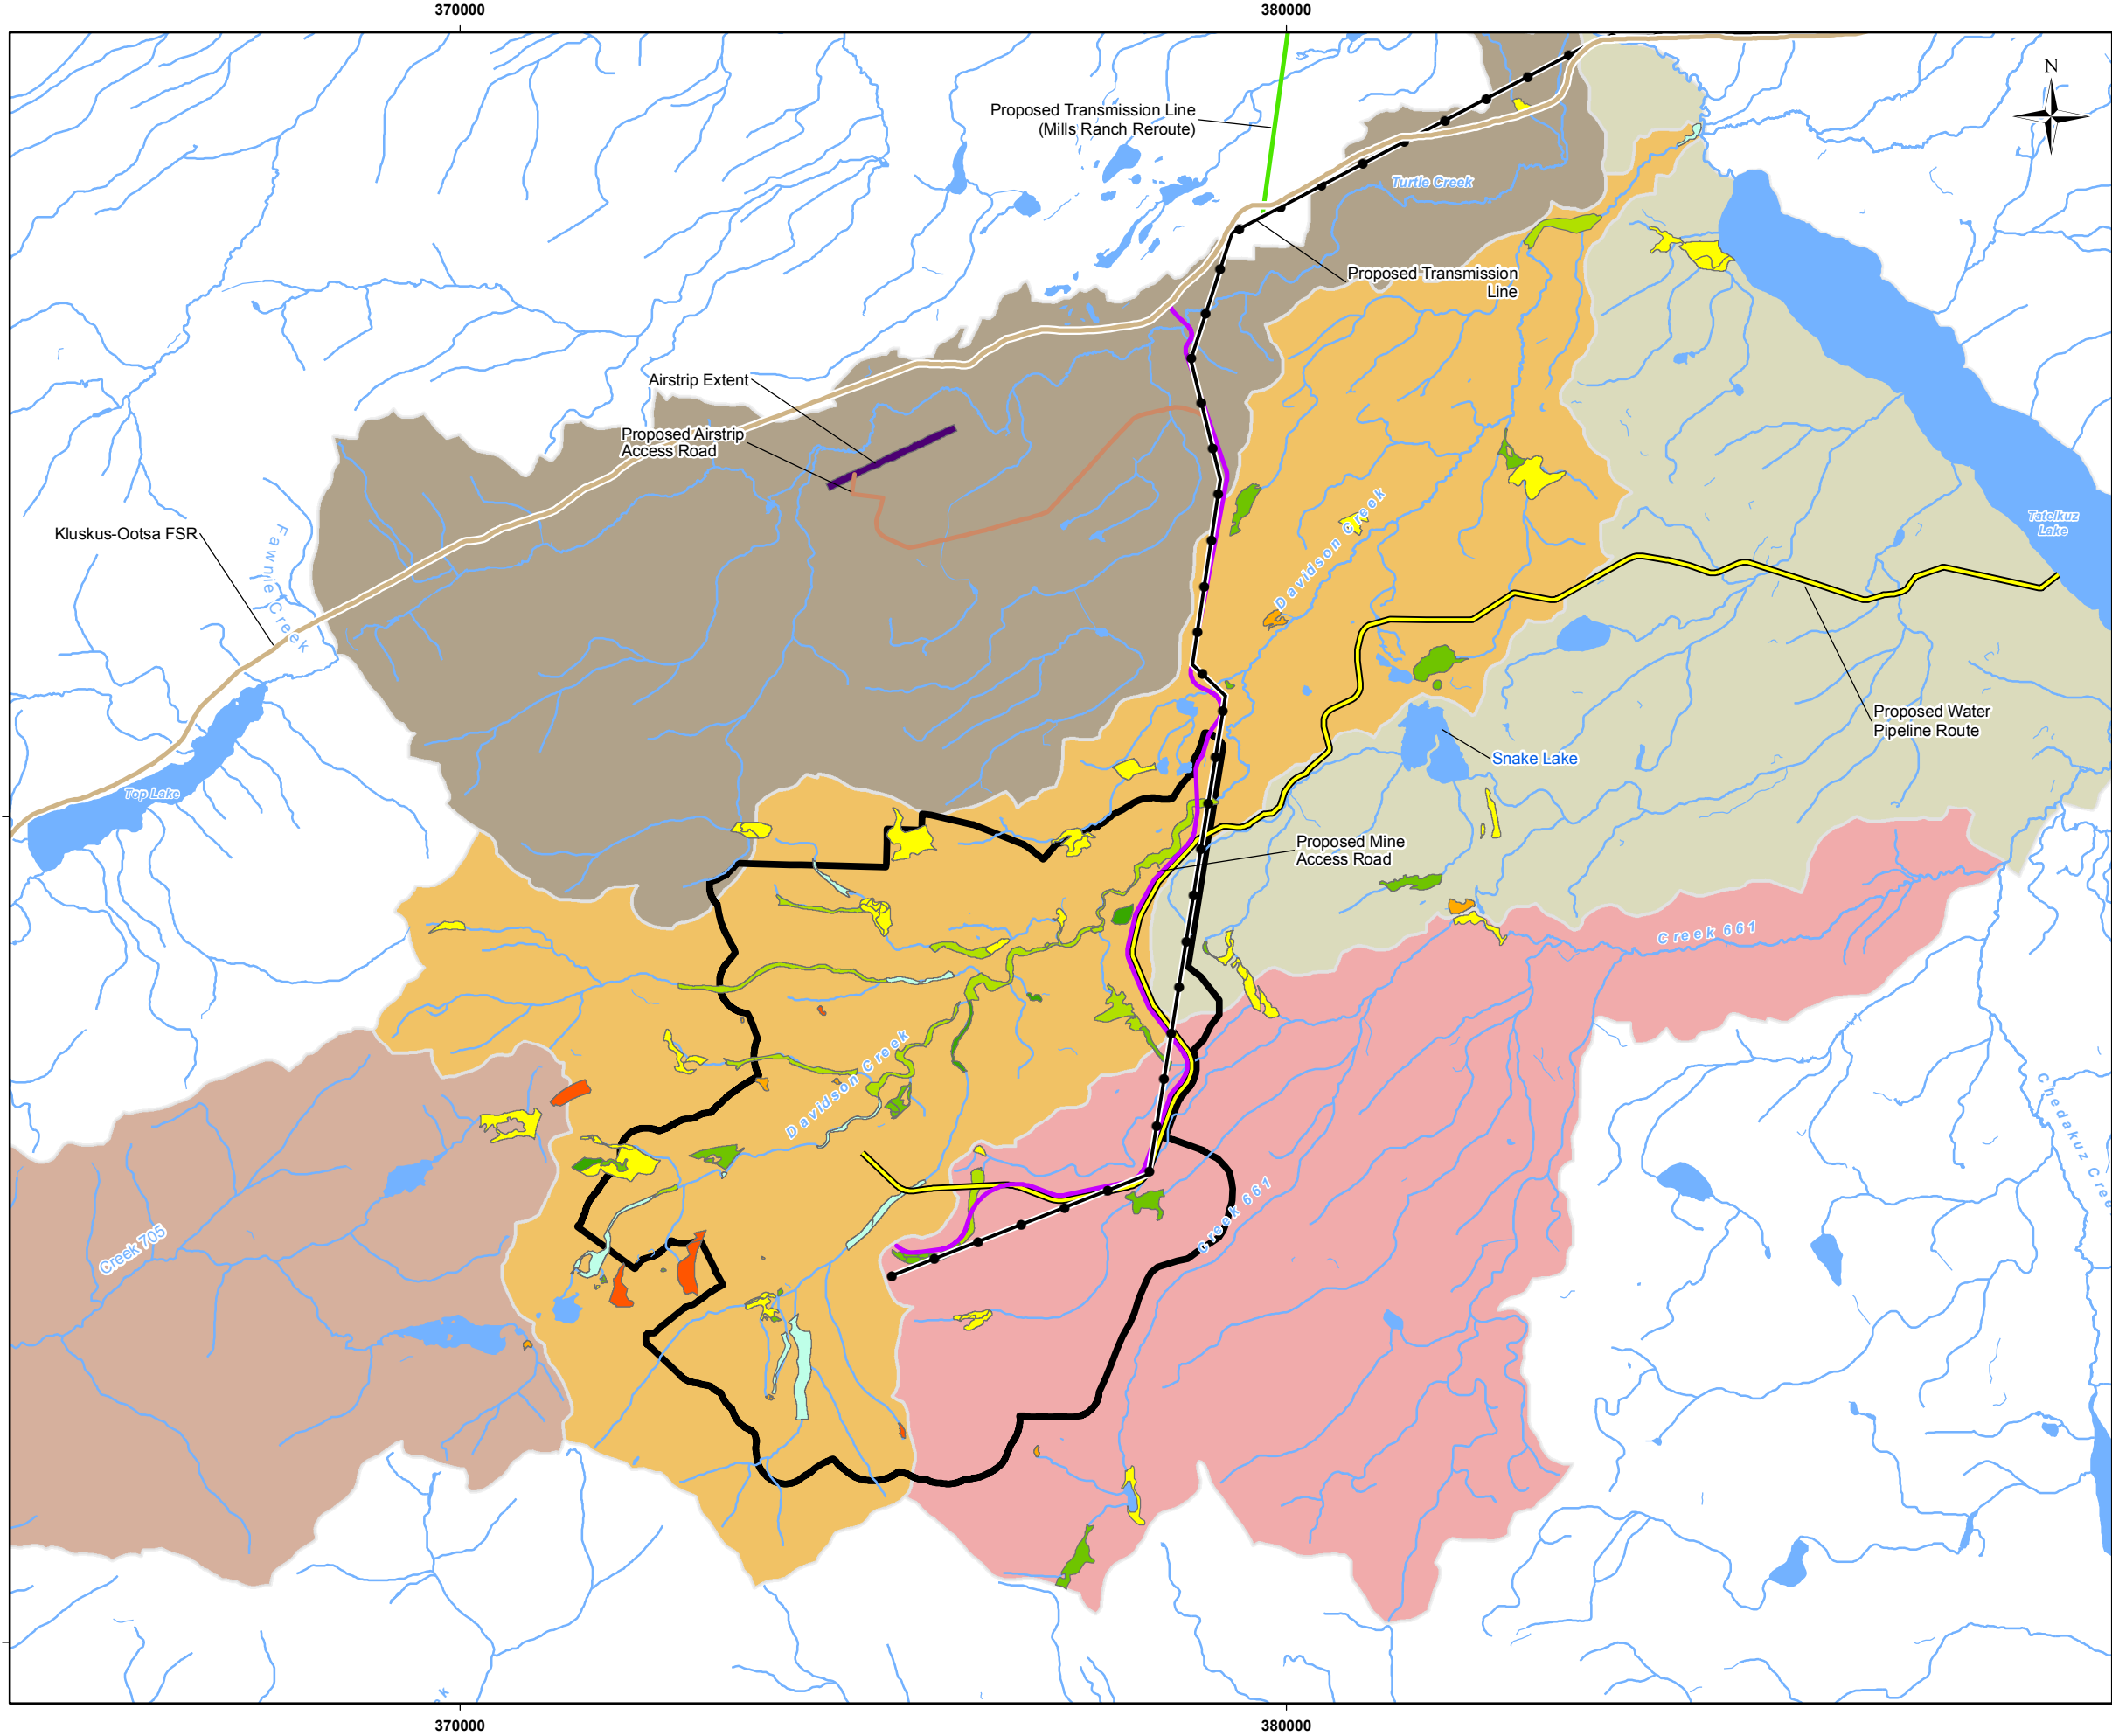 370000
380000
N
Proposed Transmission Line
(Mills Ranch Reroute)
Turtle Creek
Proposed Transmission
Line
Airstrip Extent
Proposed Airstrip
Access Road
Kluskus-Ootsa FSR
Fawnie Creek
Davidson Creek
Tatelkuz
Lake
Proposed Water
Pipeline Route
Snake Lake
Top Lake
Proposed Mine
Access Road
Creek 661
Davidson Creek
Chedakuz Cree
Creek 661
Creek 705
k
370000
380000